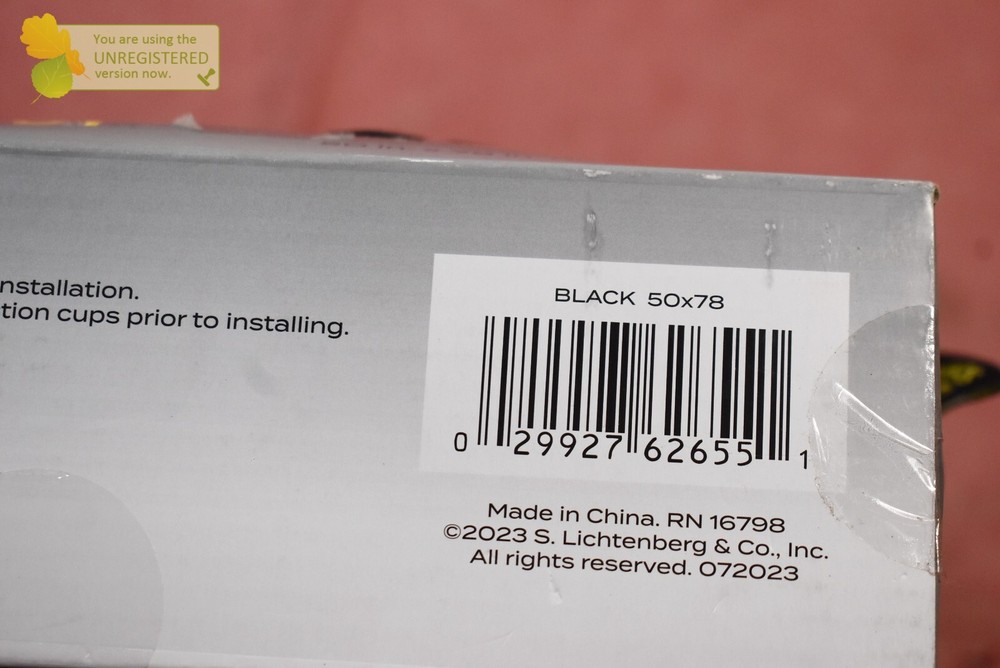 You are using the
UNREGISTERED
version now.
nstallation.
tion cups prior to installing.
BLACK 50x78
0 29927 62655 1
Made in China. RN 16798
©2023 S. Lichtenberg & Co., Inc.
All rights reserved. 072023